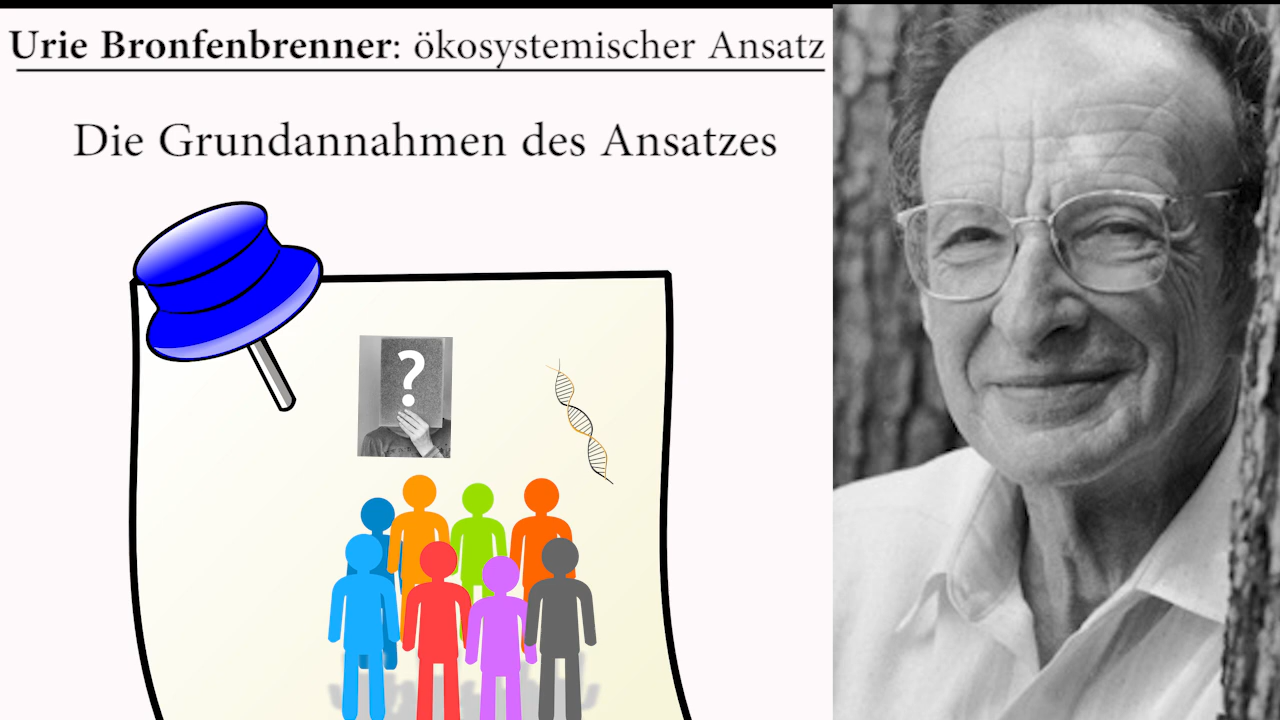 Urie Bronfenbrenner: ökosystemischer Ansatz
Die Grundannahmen des Ansatzes
?